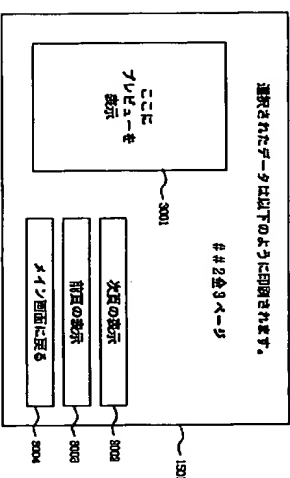 選択されたデータは以下のように印刷されます。
##2全3ページ
ここに
プレビューを
表示
3001
次頁の表示
3002
前頁の表示
3003
メイン画面に戻る
3004